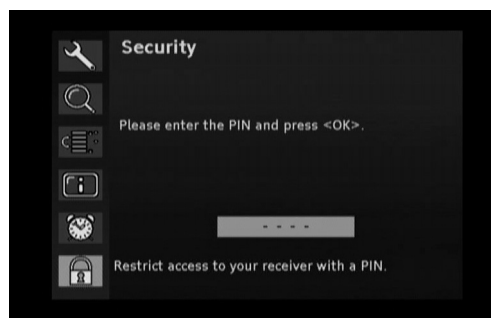 Security
Please enter the PIN and press <OK>.
- - - -
Restrict access to your receiver with a PIN.